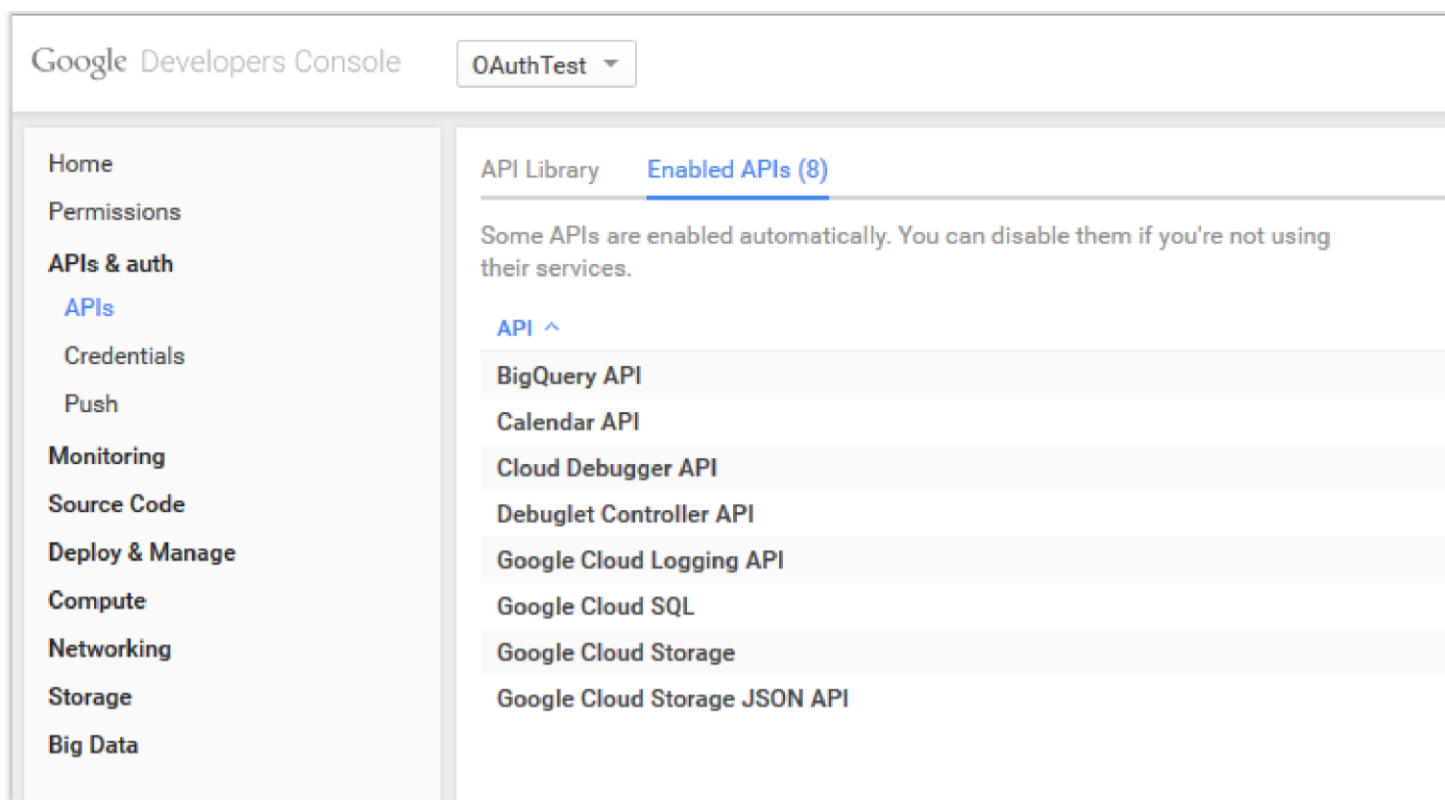 Google Developers Console
OAuthTest
Home
Permissions
APIs & auth
APIs
Credentials
Push
Monitoring
Source Code
Deploy & Manage
Compute
Networking
Storage
Big Data
API Library
Enabled APIs (8)
Some APIs are enabled automatically. You can disable them if you're not using
their services.
API
BigQuery API
Calendar API
Cloud Debugger API
Debuglet Controller API
Google Cloud Logging API
Google Cloud SQL
Google Cloud Storage
Google Cloud Storage JSON API